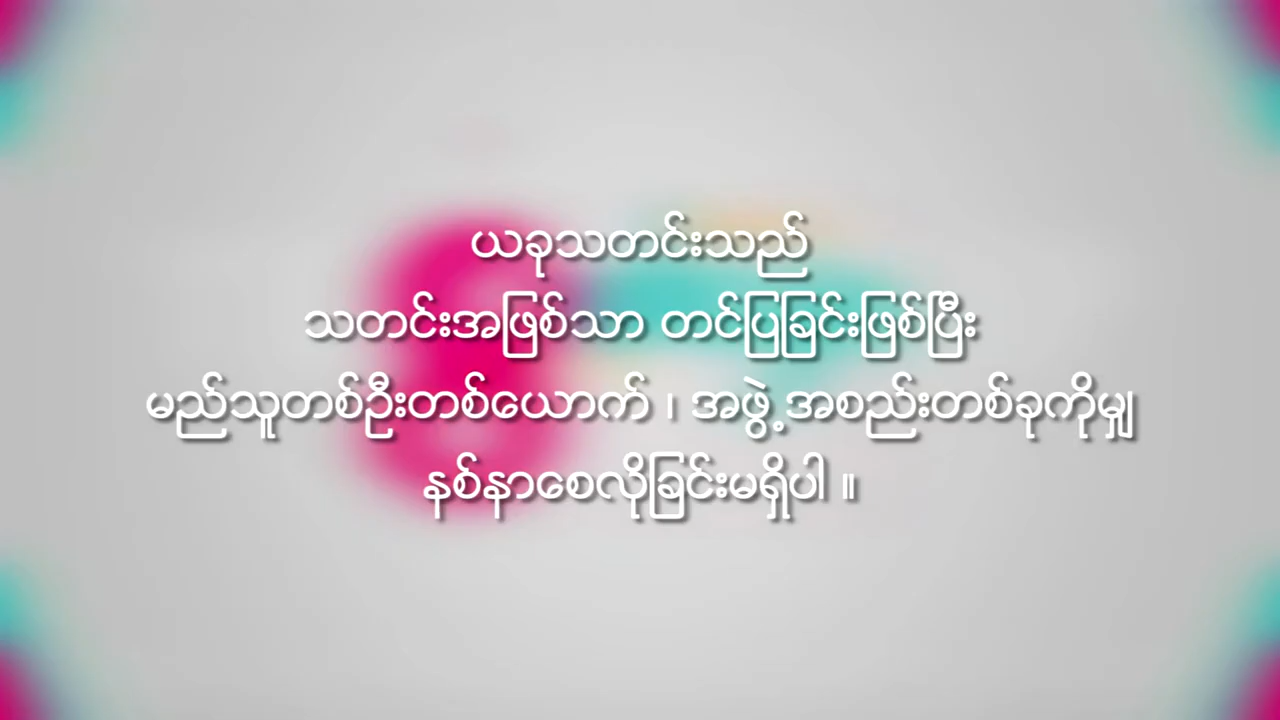 ယခုသတင်းသည်
သတင်းအဖြစ်သာ တင်ပြခြင်းဖြစ်ပြီး
မည်သူတစ်ဦးတစ်ယောက် ၊ အဖွဲ့အစည်းတစ်ခုကိုမျှ
နစ်နာစေလိုခြင်းမရှိပါ ။